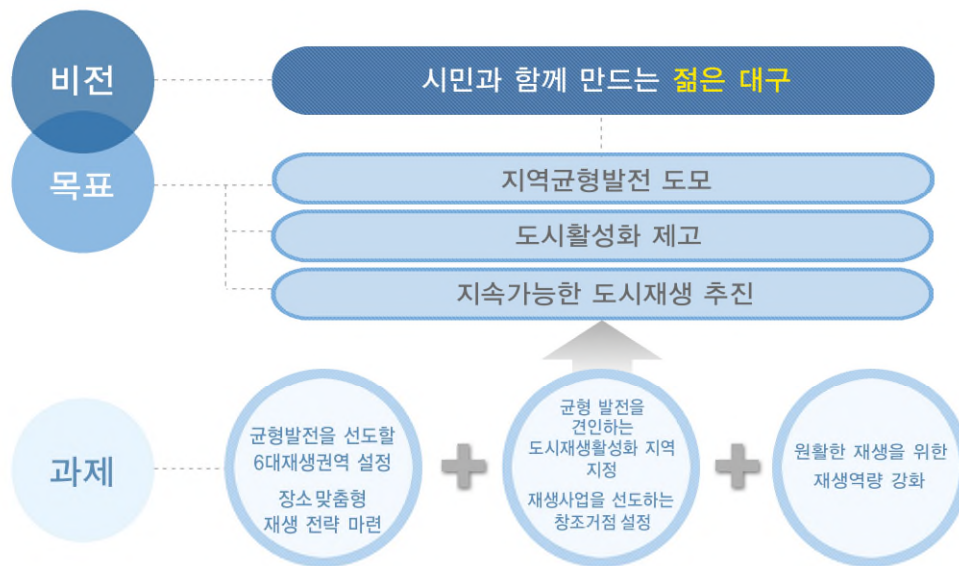 비전
시민과 함께 만드는 젊은 대구
목표
지역균형발전 도모
도시활성화 제고
지속가능한 도시재생 추진
과제
균형발전을 선도할
6대재생권역 설정
장소 맞춤형
재생 전략 마련
균형 발전을
견인하는
도시재생활성화 지역
지정
재생사업을 선도하는
창조거점 설정
원활한 재생을 위한
재생역량 강화